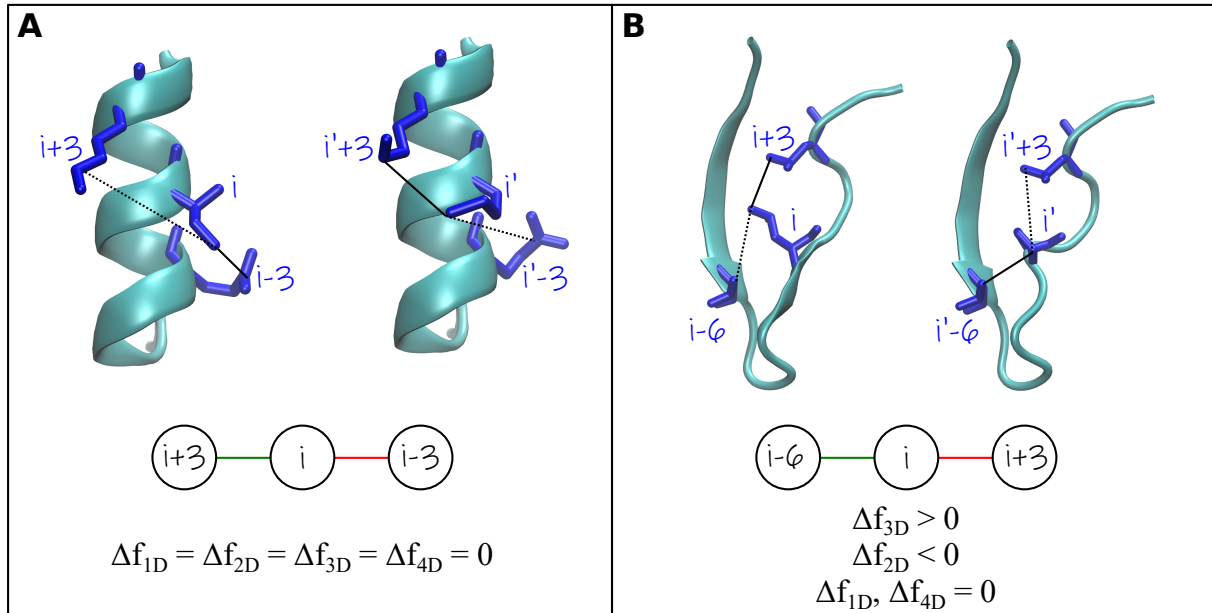 A
i+3
i
i-3
i'+3
i'
i'-3
i+3
i
i-3
Δf1D = Δf2D = Δf3D = Δf4D = 0
B
i+3
i
i-6
i'+3
i'
i'-6
i-6
i
i+3
Δf3D > 0
Δf2D < 0
Δf1D, Δf4D = 0